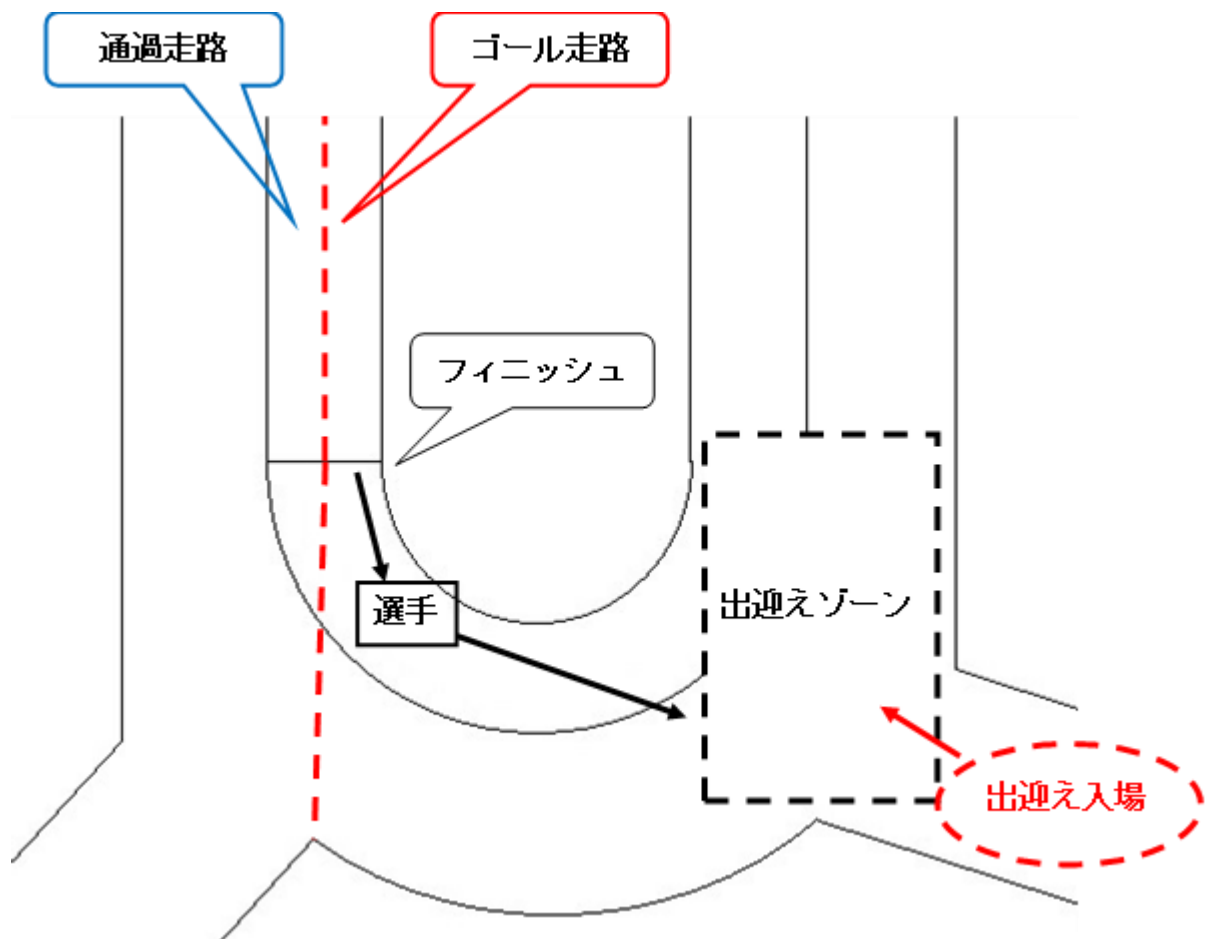 通過走路
ゴール走路
フィニッシュ
選手
出迎えゾーン
出迎え入場